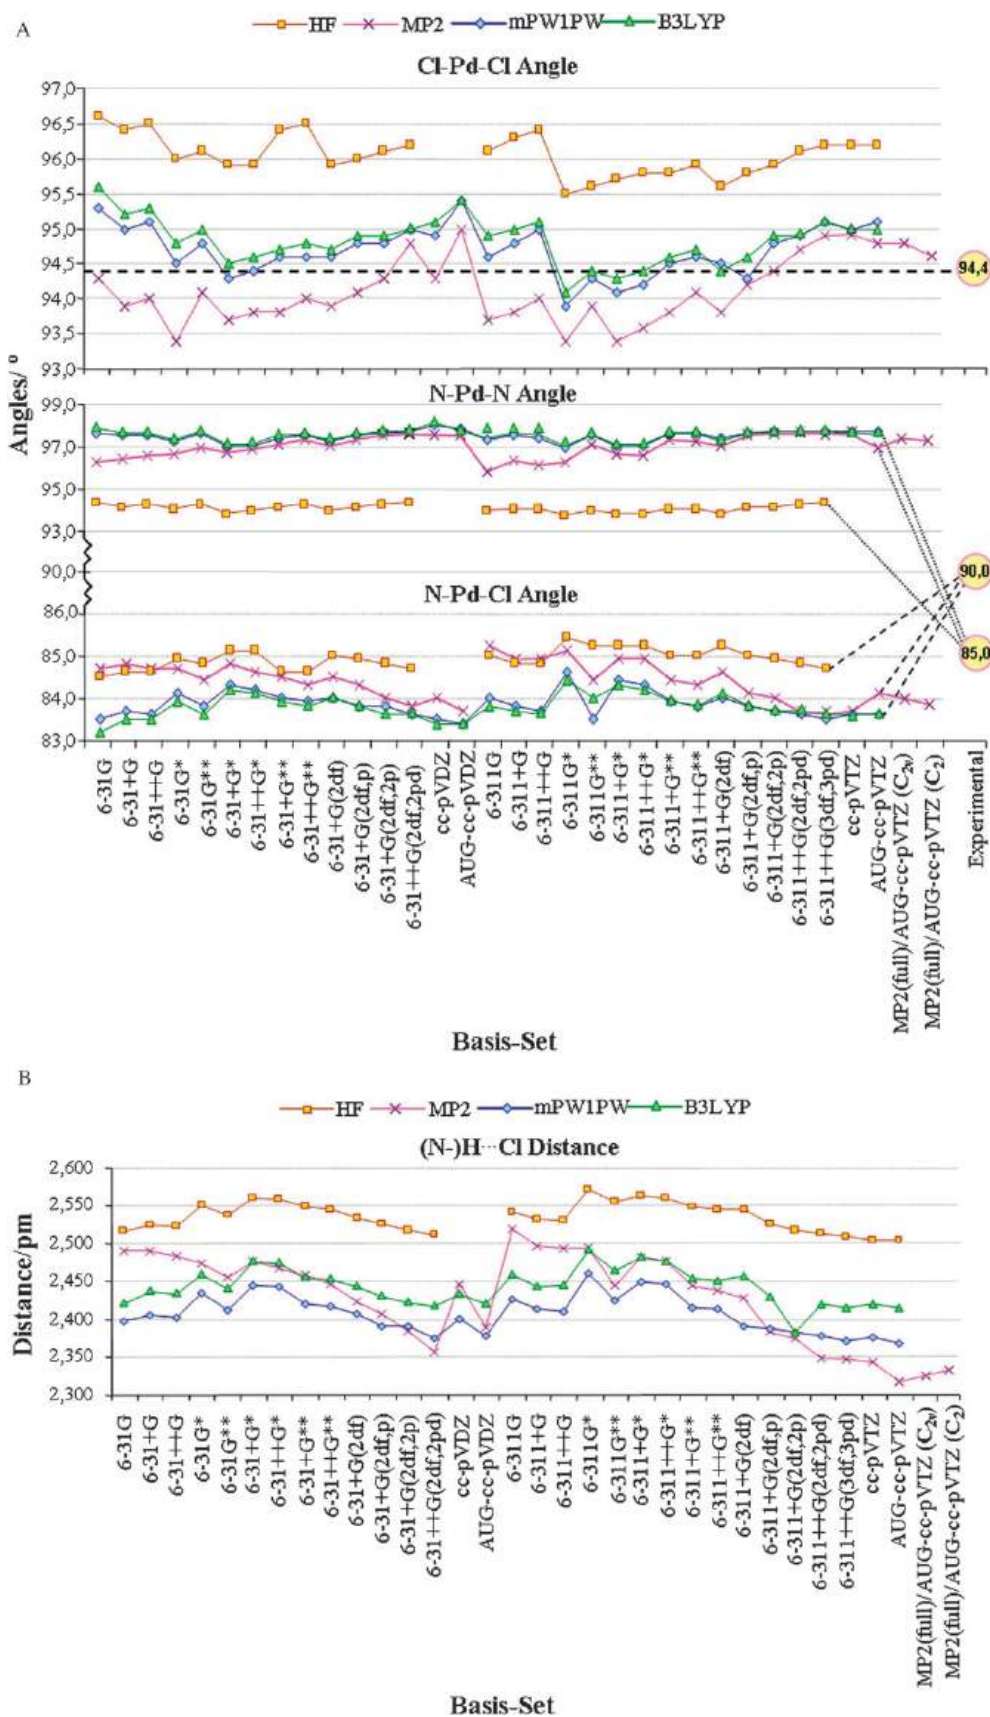 A
HF MP2 mPW1PW B3LYP
Cl-Pd-Cl Angle
97,0
96,5
96,0
95,5
95,0
94,5
94,0
93,5
93,0
94,4
N-Pd-N Angle
99,0
97,0
95,0
93,0
90,0
90,0
N-Pd-Cl Angle
86,0
85,0
84,0
83,0
85,0
Angles/ °
6-31G
6-31+G
6-31++G
6-31G*
6-31G**
6-31+G*
6-31++G*
6-31+G**
6-31++G**
6-31+G(2df)
6-31+G(2df,p)
6-31+G(2df,2p)
6-31++G(2df,2pd)
cc-pVDZ
AUG-cc-pVDZ
6-311G
6-311+G
6-311++G
6-311G*
6-311G**
6-311+G*
6-311++G*
6-311+G**
6-311++G**
6-311+G(2df)
6-311+G(2df,p)
6-311+G(2df,2p)
6-311++G(2df,2pd)
6-311++G(3df,3pd)
cc-pVTZ
AUG-cc-pVTZ
MP2(full)/AUG-cc-pVTZ (C2v)
MP2(full)/AUG-cc-pVTZ (C2)
Experimental
Basis-Set
B
HF MP2 mPW1PW B3LYP
(N-)H···Cl Distance
2,600
2,550
2,500
2,450
2,400
2,350
2,300
Distance/pm
6-31G
6-31+G
6-31++G
6-31G*
6-31G**
6-31+G*
6-31++G*
6-31+G**
6-31++G**
6-31+G(2df)
6-31+G(2df,p)
6-31+G(2df,2p)
6-31++G(2df,2pd)
cc-pVDZ
AUG-cc-pVDZ
6-311G
6-311+G
6-311++G
6-311G*
6-311G**
6-311+G*
6-311++G*
6-311+G**
6-311++G**
6-311+G(2df)
6-311+G(2df,p)
6-311+G(2df,2p)
6-311++G(2df,2pd)
6-311++G(3df,3pd)
cc-pVTZ
AUG-cc-pVTZ
MP2(full)/AUG-cc-pVTZ (C2v)
MP2(full)/AUG-cc-pVTZ (C2)
Basis-Set